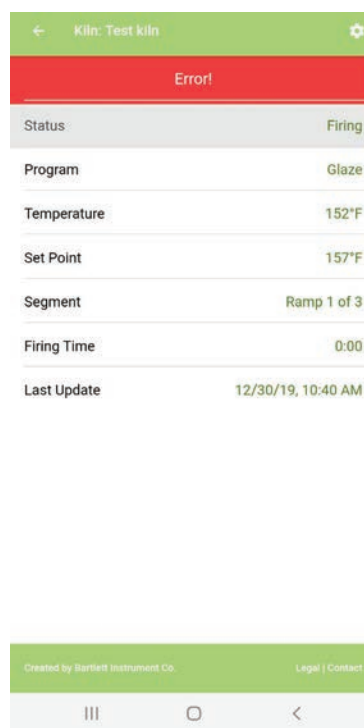 Kiln: Test kiln
Error!
Status Firing
Program Glaze
Temperature 152°F
Set Point 157°F
Segment Ramp 1 of 3
Firing Time 0:00
Last Update 12/30/19, 10:40 AM
Created by Bartlett Instrument Co. Legal | Contact